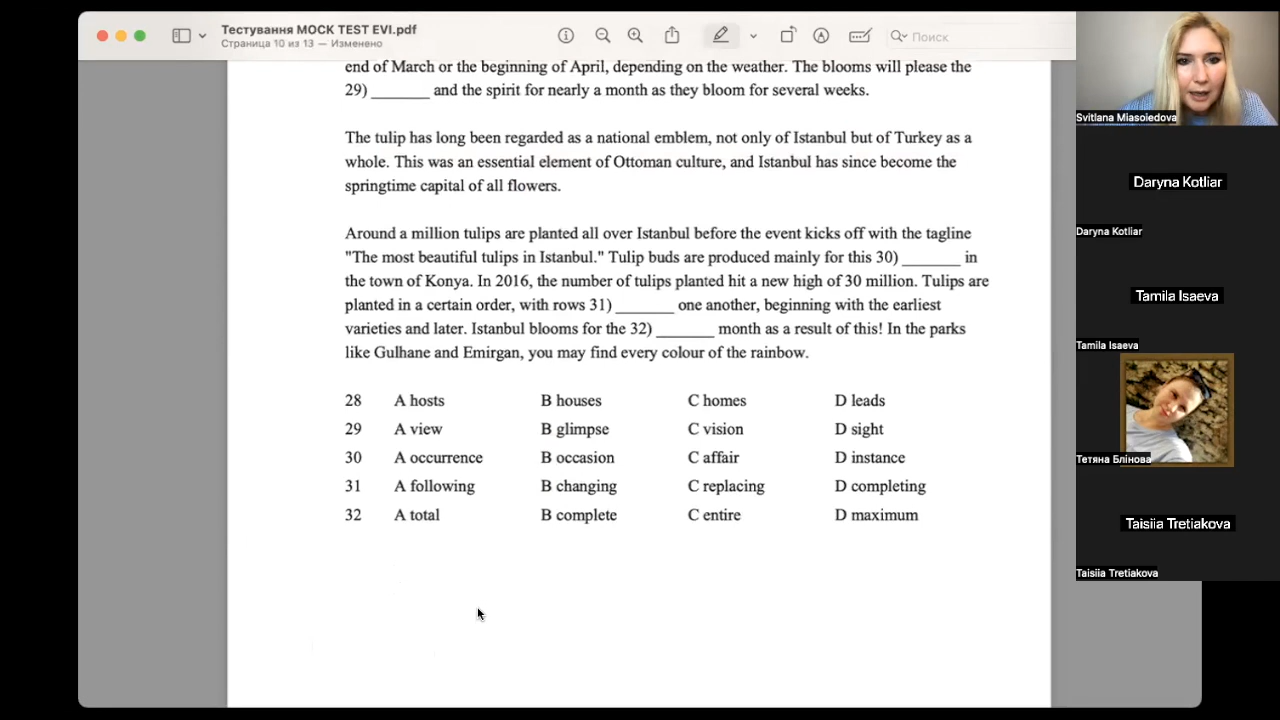 Тестування MOCK TEST EVI.pdf
Страница 10 из 13 — Изменено
Поиск
end of March or the beginning of April, depending on the weather. The blooms will please the
29) _______ and the spirit for nearly a month as they bloom for several weeks.
The tulip has long been regarded as a national emblem, not only of Istanbul but of Turkey as a
whole. This was an essential element of Ottoman culture, and Istanbul has since become the
springtime capital of all flowers.
Around a million tulips are planted all over Istanbul before the event kicks off with the tagline
"The most beautiful tulips in Istanbul." Tulip buds are produced mainly for this 30) _______ in
the town of Konya. In 2016, the number of tulips planted hit a new high of 30 million. Tulips are
planted in a certain order, with rows 31) _______ one another, beginning with the earliest
varieties and later. Istanbul blooms for the 32) _______ month as a result of this! In the parks
like Gulhane and Emirgan, you may find every colour of the rainbow.
28 A hosts B houses C homes D leads
29 A view B glimpse C vision D sight
30 A occurrence B occasion C affair D instance
31 A following B changing C replacing D completing
32 A total B complete C entire D maximum
Svitlana Miasoiedova
Daryna Kotliar
Daryna Kotliar
Tamila Isaeva
Tamila Isaeva
Тетяна Блінова
Taisiia Tretiakova
Taisiia Tretiakova